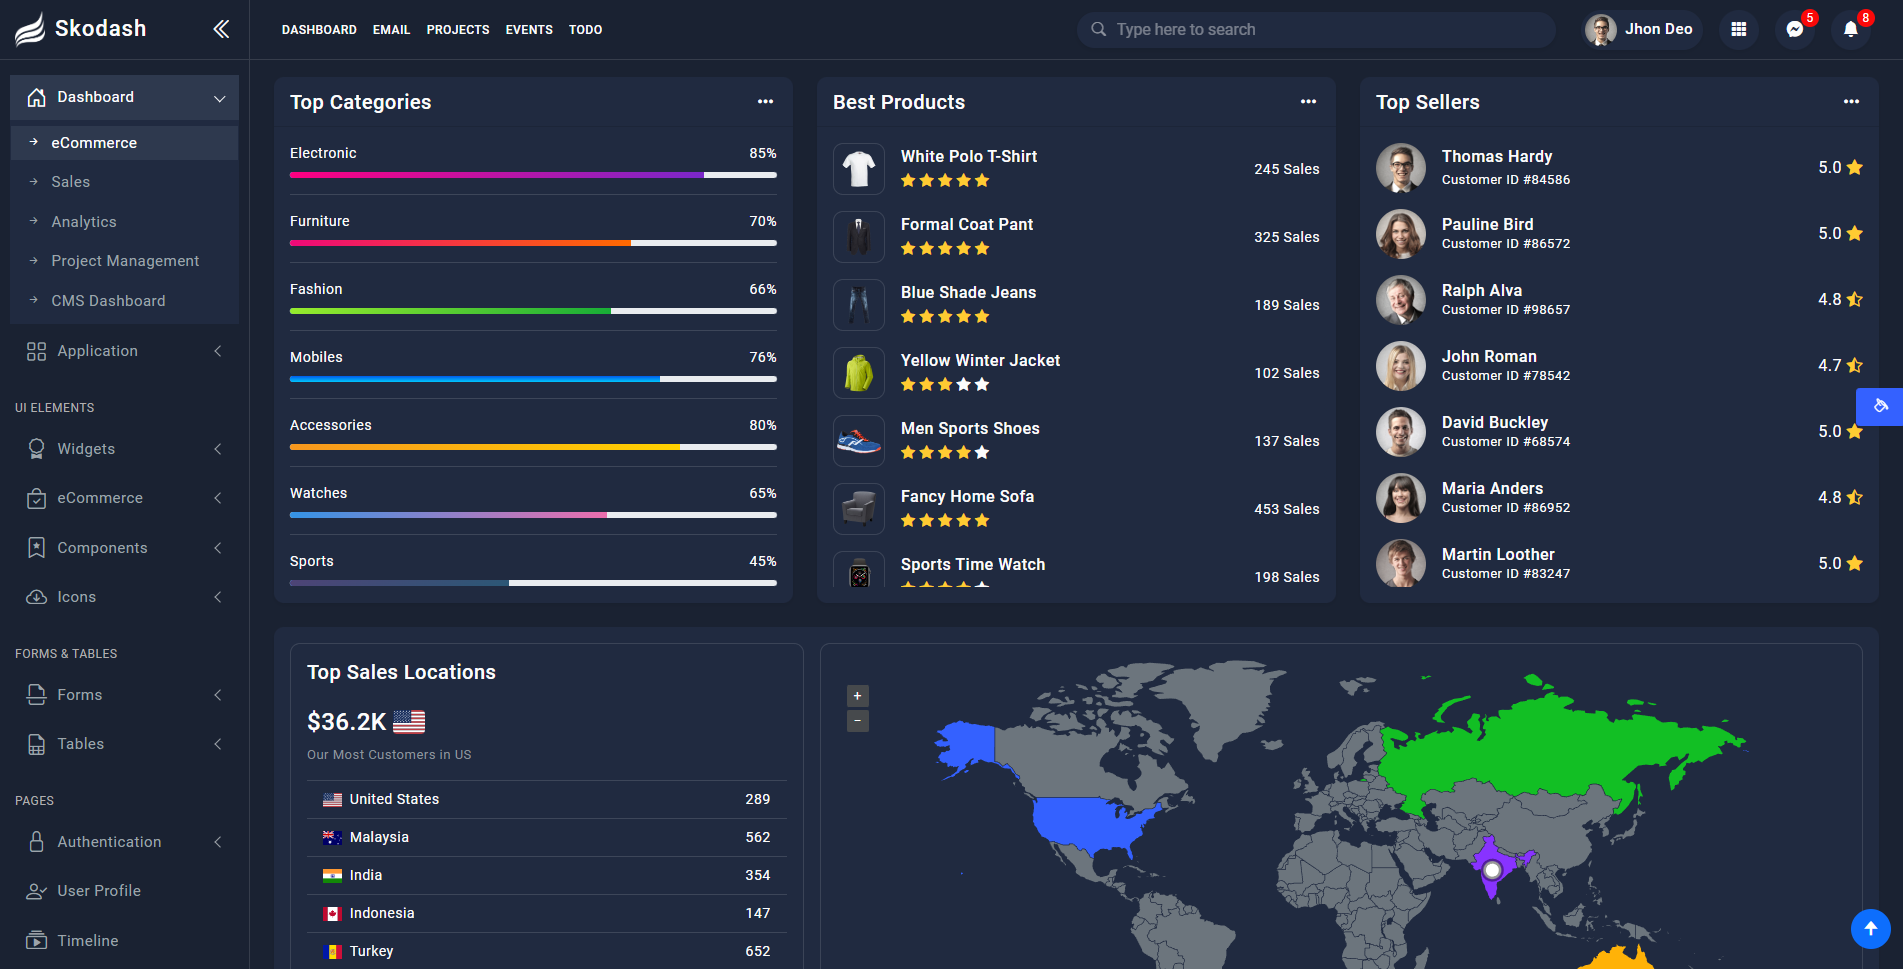 Skodash
DASHBOARD EMAIL PROJECTS EVENTS TODO
Type here to search
Jhon Deo
5
8
Dashboard
eCommerce
Sales
Analytics
Project Management
CMS Dashboard
Application
UI ELEMENTS
Widgets
eCommerce
Components
Icons
FORMS & TABLES
Forms
Tables
PAGES
Authentication
User Profile
Timeline
Top Categories
Electronic 85%
Furniture 70%
Fashion 66%
Mobiles 76%
Accessories 80%
Watches 65%
Sports 45%
Best Products
White Polo T-Shirt
245 Sales
Formal Coat Pant
325 Sales
Blue Shade Jeans
189 Sales
Yellow Winter Jacket
102 Sales
Men Sports Shoes
137 Sales
Fancy Home Sofa
453 Sales
Sports Time Watch
198 Sales
Top Sellers
Thomas Hardy
Customer ID #84586
5.0
Pauline Bird
Customer ID #86572
5.0
Ralph Alva
Customer ID #98657
4.8
John Roman
Customer ID #78542
4.7
David Buckley
Customer ID #68574
5.0
Maria Anders
Customer ID #86952
4.8
Martin Loother
Customer ID #83247
5.0
Top Sales Locations
$36.2K
Our Most Customers in US
United States 289
Malaysia 562
India 354
Indonesia 147
Turkey 652
+
−